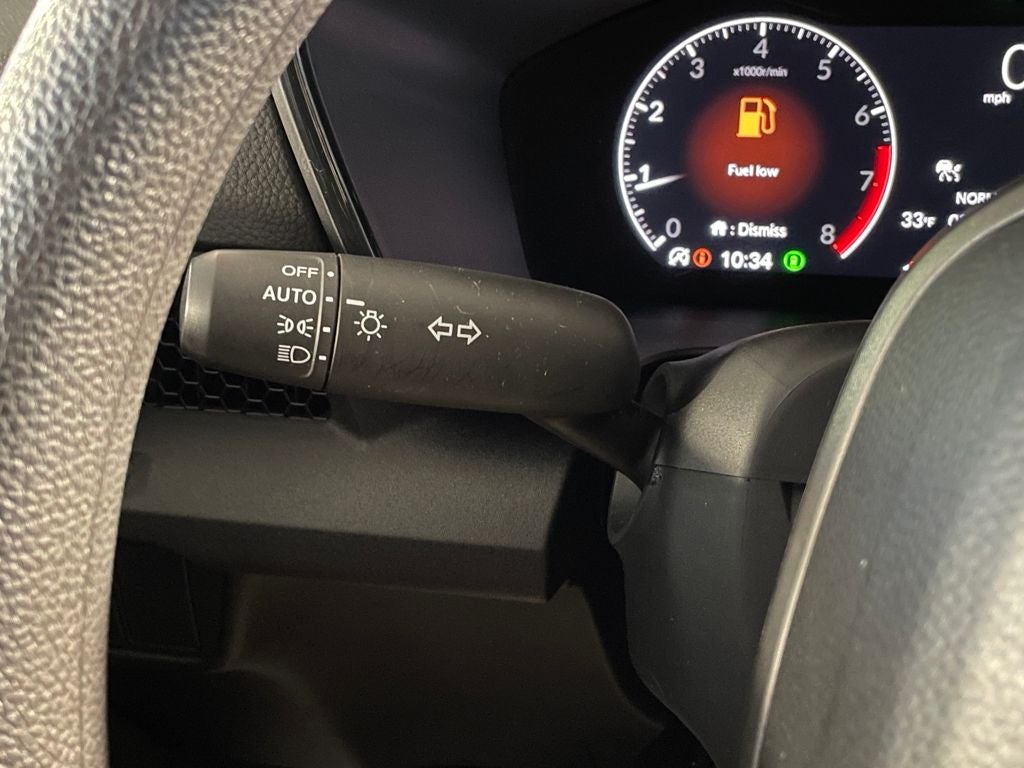 4
3
5
x1000r/min
2
6
1
Fuel low
7
0
: Dismiss
8
10:34
mph
33°F
OFF
AUTO